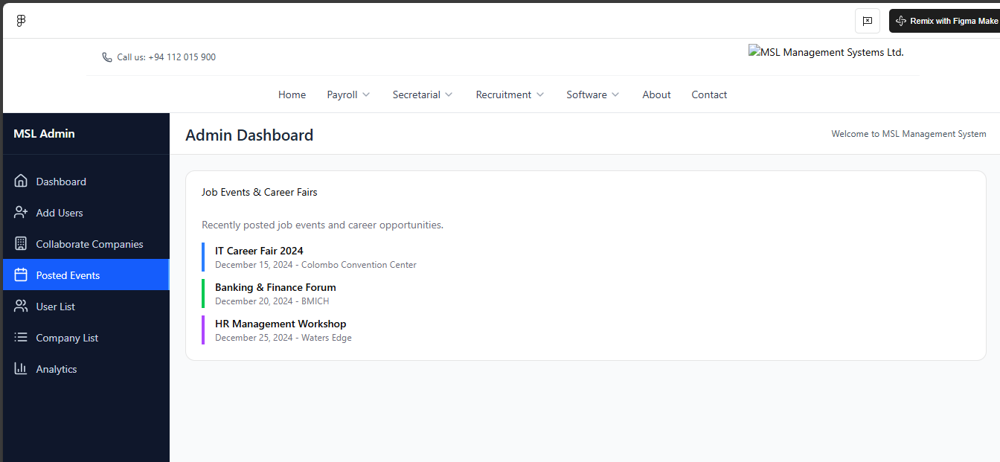 Remix with Figma Make
Call us: +94 112 015 900
MSL Management Systems Ltd.
Home Payroll Secretarial Recruitment Software About Contact
MSL Admin
Admin Dashboard
Welcome to MSL Management System
Dashboard
Add Users
Collaborate Companies
Posted Events
User List
Company List
Analytics
Job Events & Career Fairs
Recently posted job events and career opportunities.
IT Career Fair 2024
December 15, 2024 - Colombo Convention Center
Banking & Finance Forum
December 20, 2024 - BMICH
HR Management Workshop
December 25, 2024 - Waters Edge